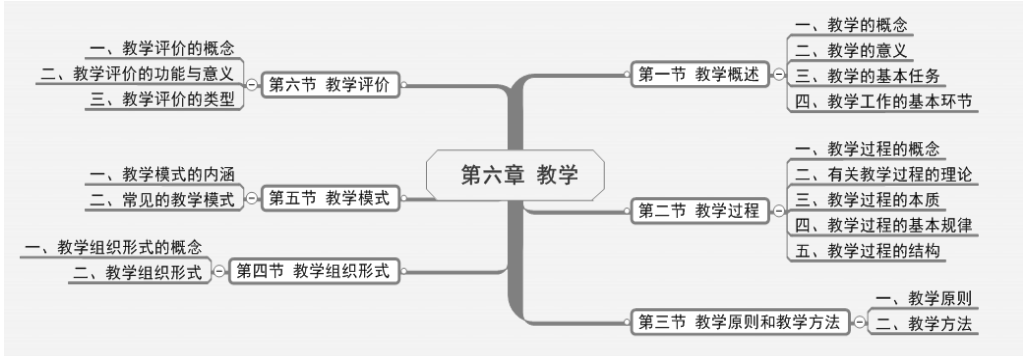 第六章 教学
第一节 教学概述
一、教学的概念
二、教学的意义
三、教学的基本任务
四、教学工作的基本环节
第二节 教学过程
一、教学过程的概念
二、有关教学过程的理论
三、教学过程的本质
四、教学过程的基本规律
五、教学过程的结构
第三节 教学原则和教学方法
一、教学原则
二、教学方法
第四节 教学组织形式
一、教学组织形式的概念
二、教学组织形式
第五节 教学模式
一、教学模式的内涵
二、常见的教学模式
第六节 教学评价
一、教学评价的概念
二、教学评价的功能与意义
三、教学评价的类型